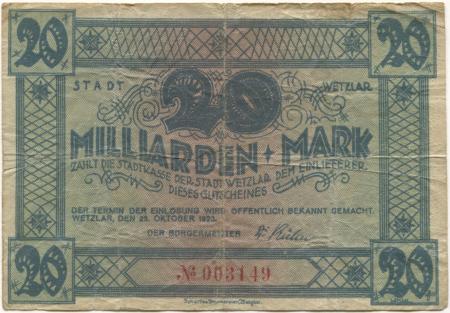 20 20
STADT WETZLAR
20
MILLIARDEN MARK
ZAHLT DIE STADTKASSE DER STADT WETZLAR DEM EINLIEFERER
DIESES GUTSCHEINES
DER TERMIN DER EINLÖSUNG WIRD ÖFFENTLICH BEKANNT GEMACHT.
WETZLAR, DEN 25. OKTOBER 1923.
DER BÜRGERMEISTER
20 № 003149 20